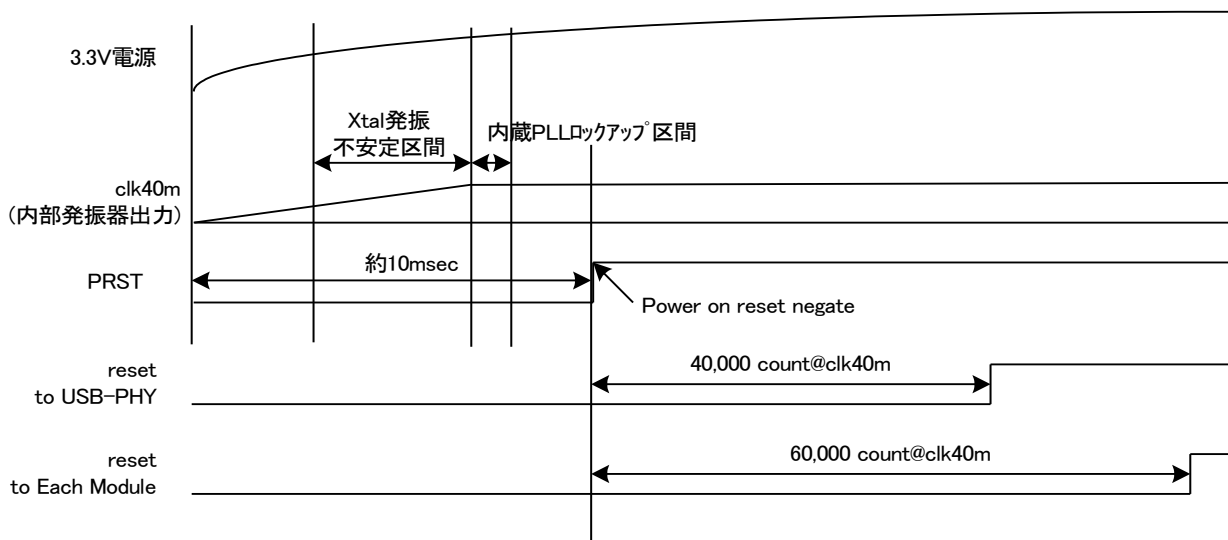 3.3V電源
Xtal発振
不安定区間
内蔵PLLﾛｯｸｱｯﾌﾟ区間
clk40m
(内部発振器出力)
約10msec
PRST
Power on reset negate
40,000 count@clk40m
reset
to USB-PHY
60,000 count@clk40m
reset
to Each Module